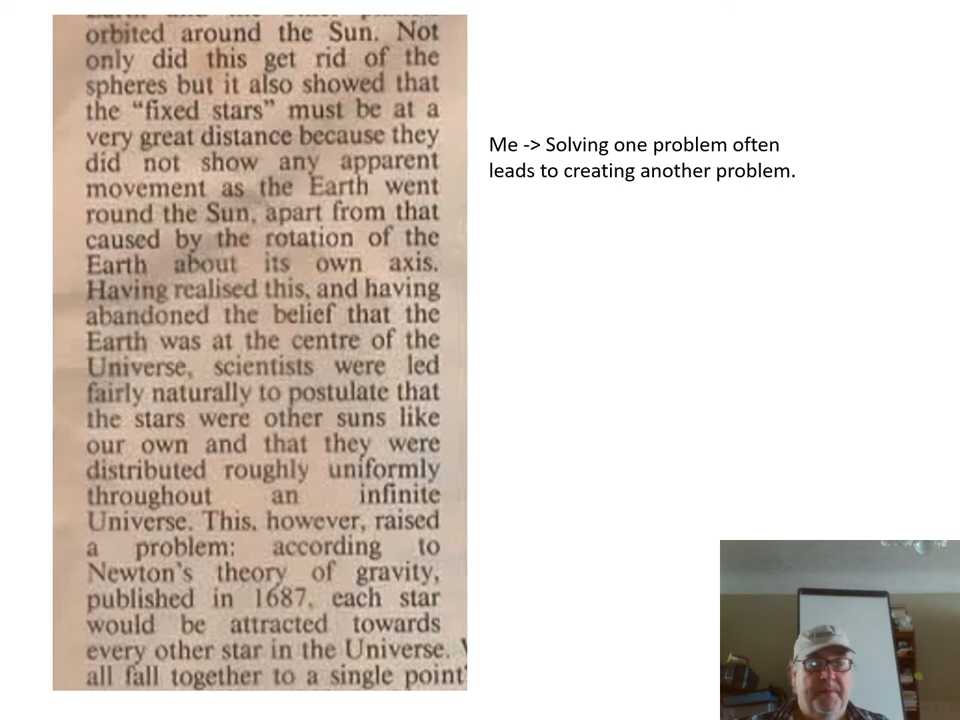 orbited around the Sun. Not
only did this get rid of the
spheres but it also showed that
the “fixed stars” must be at a
very great distance because they
did not show any apparent
movement as the Earth went
round the Sun, apart from that
caused by the rotation of the
Earth about its own axis.
Having realised this, and having
abandoned the belief that the
Earth was at the centre of the
Universe, scientists were led
fairly naturally to postulate that
the stars were other suns like
our own and that they were
distributed roughly uniformly
throughout an infinite
Universe. This, however, raised
a problem: according to
Newton's theory of gravity,
published in 1687, each star
would be attracted towards
every other star in the Universe.
all fall together to a single point
Me -> Solving one problem often
leads to creating another problem.